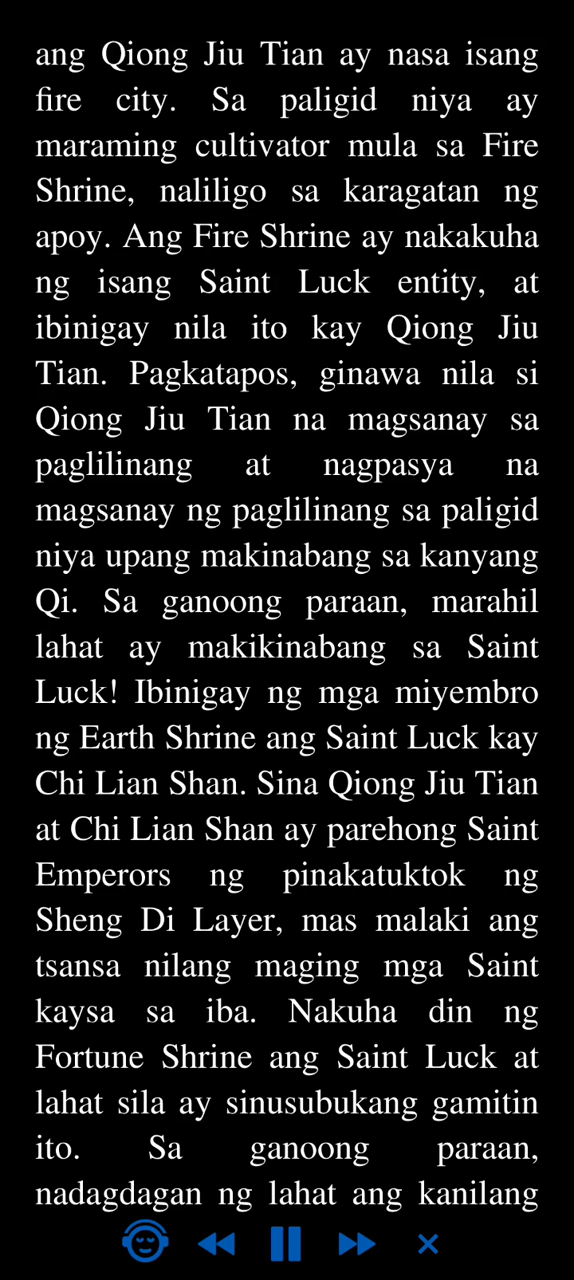 ang Qiong Jiu Tian ay nasa isang
fire city. Sa paligid niya ay
maraming cultivator mula sa Fire
Shrine, naliligo sa karagatan ng
apoy. Ang Fire Shrine ay nakakuha
ng isang Saint Luck entity, at
ibinigay nila ito kay Qiong Jiu
Tian. Pagkatapos, ginawa nila si
Qiong Jiu Tian na magsanay sa
paglilinang at nagpasya na
magsanay ng paglilinang sa paligid
niya upang makinabang sa kanyang
Qi. Sa ganoong paraan, marahil
lahat ay makikinabang sa Saint
Luck! Ibinigay ng mga miyembro
ng Earth Shrine ang Saint Luck kay
Chi Lian Shan. Sina Qiong Jiu Tian
at Chi Lian Shan ay parehong Saint
Emperors ng pinakatuktok ng
Sheng Di Layer, mas malaki ang
tsansa nilang maging mga Saint
kaysa sa iba. Nakuha din ng
Fortune Shrine ang Saint Luck at
lahat sila ay sinusubukang gamitin
ito. Sa ganoong paraan,
nadagdagan ng lahat ang kanilang